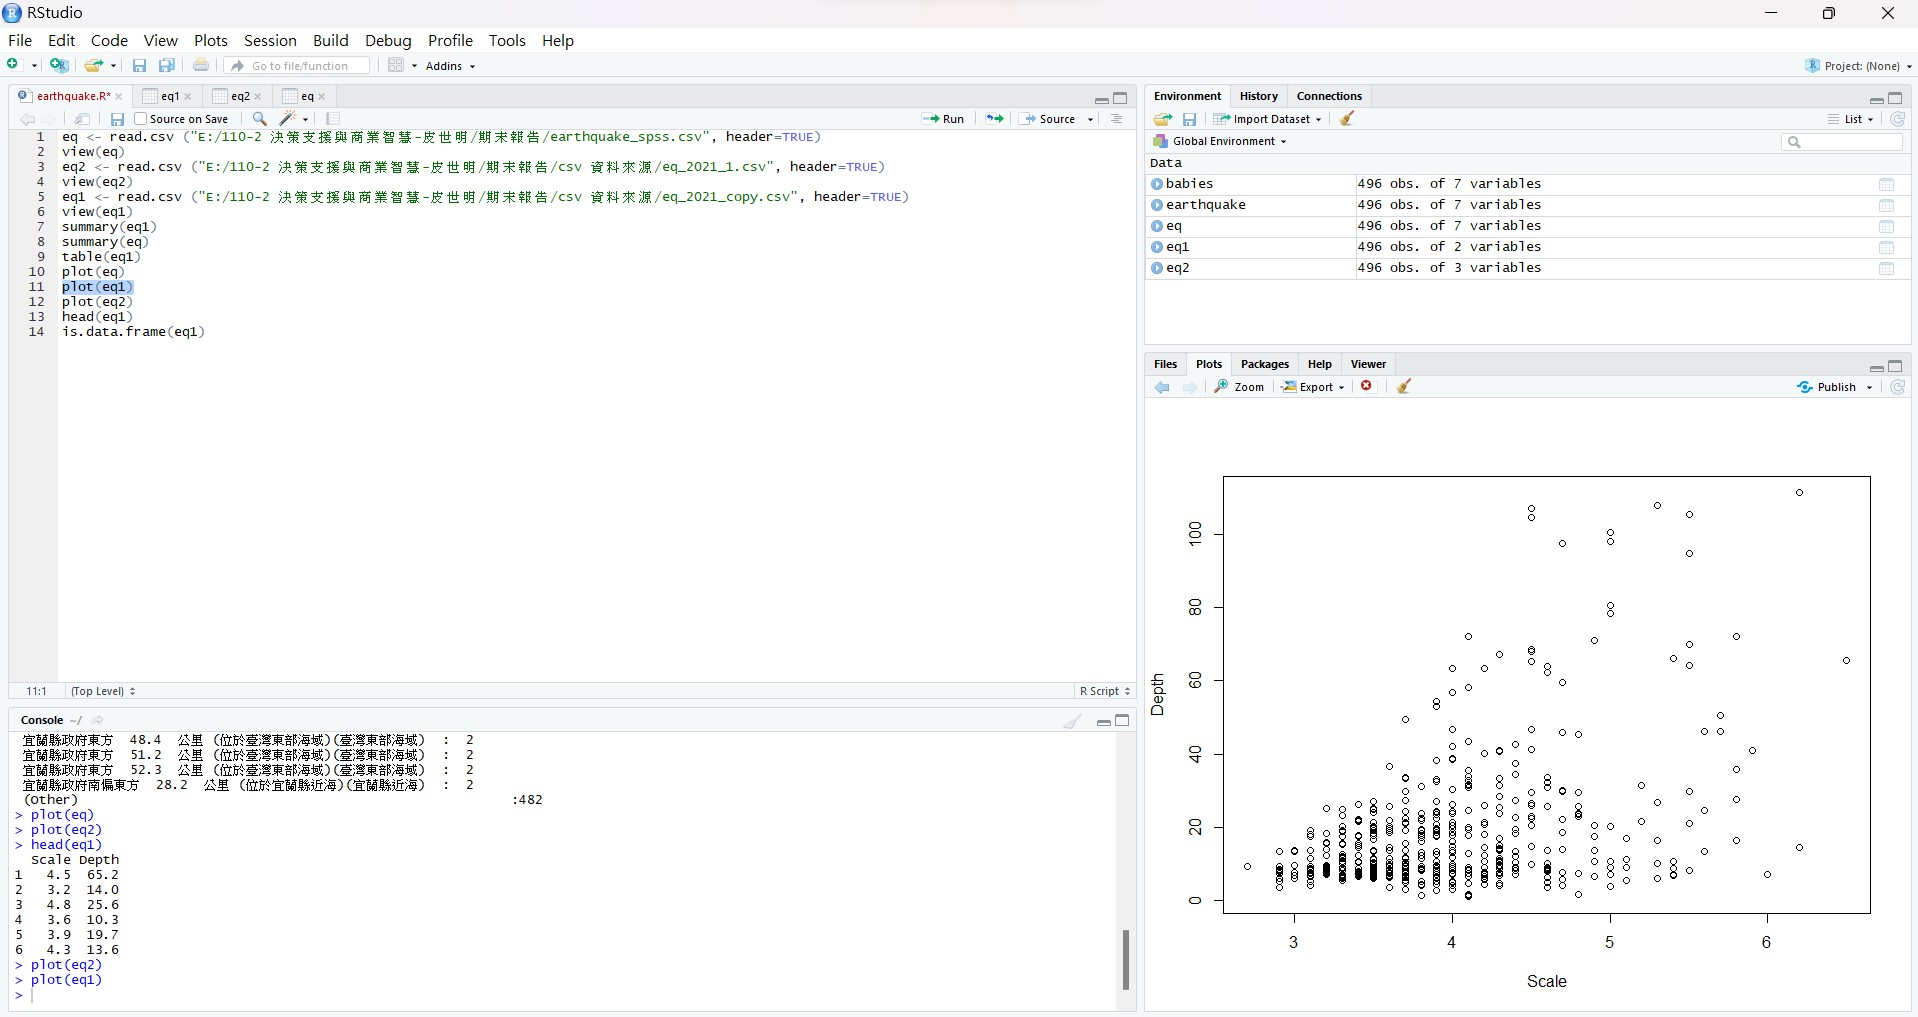 RStudio
File Edit Code View Plots Session Build Debug Profile Tools Help
Go to file/function Addins Project: (None)
earthquake.R* eq1 eq2 eq
Source on Save Run Source
1 eq <- read.csv ("E:/110-2 決策支援與商業智慧-皮世明/期末報告/earthquake_spss.csv", header=TRUE)
2 view(eq)
3 eq2 <- read.csv ("E:/110-2 決策支援與商業智慧-皮世明/期末報告/csv 資料來源/eq_2021_1.csv", header=TRUE)
4 view(eq2)
5 eq1 <- read.csv ("E:/110-2 決策支援與商業智慧-皮世明/期末報告/csv 資料來源/eq_2021_copy.csv", header=TRUE)
6 view(eq1)
7 summary(eq1)
8 summary(eq)
9 table(eq1)
10 plot(eq)
11 plot(eq1)
12 plot(eq2)
13 head(eq1)
14 is.data.frame(eq1)
11:1 (Top Level) R Script
Console ~/
宜蘭縣政府東方 48.4 公里 (位於臺灣東部海域)(臺灣東部海域) : 2
宜蘭縣政府東方 51.2 公里 (位於臺灣東部海域)(臺灣東部海域) : 2
宜蘭縣政府東方 52.3 公里 (位於臺灣東部海域)(臺灣東部海域) : 2
宜蘭縣政府南偏東方 28.2 公里 (位於宜蘭縣近海)(宜蘭縣近海) : 2
(Other) :482
> plot(eq)
> plot(eq2)
> head(eq1)
Scale Depth
1 4.5 65.2
2 3.2 14.0
3 4.8 25.6
4 3.6 10.3
5 3.9 19.7
6 4.3 13.6
> plot(eq2)
> plot(eq1)
>
Environment History Connections
Import Dataset List
Global Environment
Data
babies 496 obs. of 7 variables
earthquake 496 obs. of 7 variables
eq 496 obs. of 7 variables
eq1 496 obs. of 2 variables
eq2 496 obs. of 3 variables
Files Plots Packages Help Viewer
Zoom Export Publish
Depth
100
80
60
40
20
0
3 4 5 6
Scale